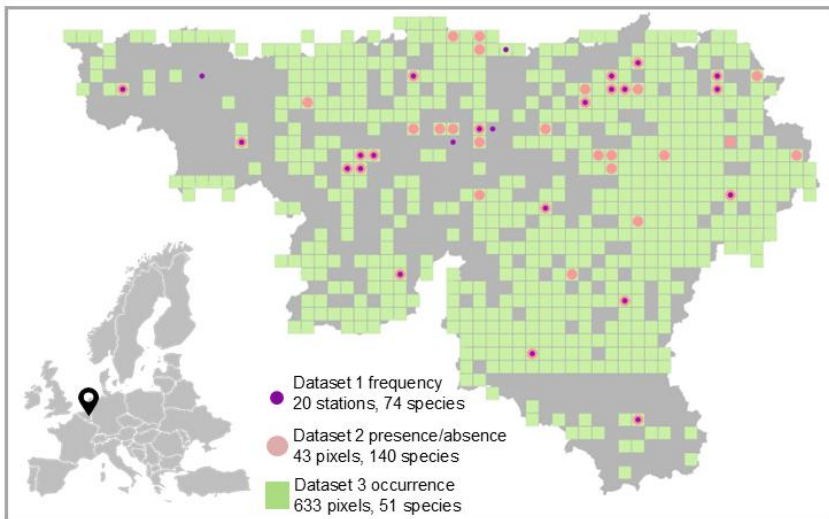 Dataset 1 frequency
20 stations, 74 species
Dataset 2 presence/absence
43 pixels, 140 species
Dataset 3 occurrence
633 pixels, 51 species